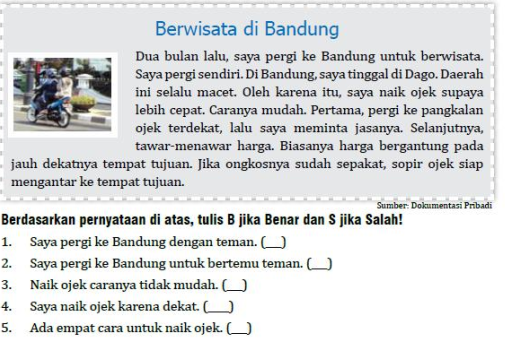 Berwisata di Bandung
Dua bulan lalu, saya pergi ke Bandung untuk berwisata.
Saya pergi sendiri. Di Bandung, saya tinggal di Dago. Daerah
ini selalu macet. Oleh karena itu, saya naik ojek supaya
lebih cepat. Caranya mudah. Pertama, pergi ke pangkalan
ojek terdekat, lalu saya meminta jasanya. Selanjutnya,
tawar-menawar harga. Biasanya harga bergantung pada
jauh dekatnya tempat tujuan. Jika ongkosnya sudah sepakat, sopir ojek siap
mengantar ke tempat tujuan.
Sumber: Dokumentasi Pribadi
Berdasarkan pernyataan di atas, tulis B jika Benar dan S jika Salah!
1. Saya pergi ke Bandung dengan teman. (__)
2. Saya pergi ke Bandung untuk bertemu teman. (__)
3. Naik ojek caranya tidak mudah. (__)
4. Saya naik ojek karena dekat. (___)
5. Ada empat cara untuk naik ojek. (__)